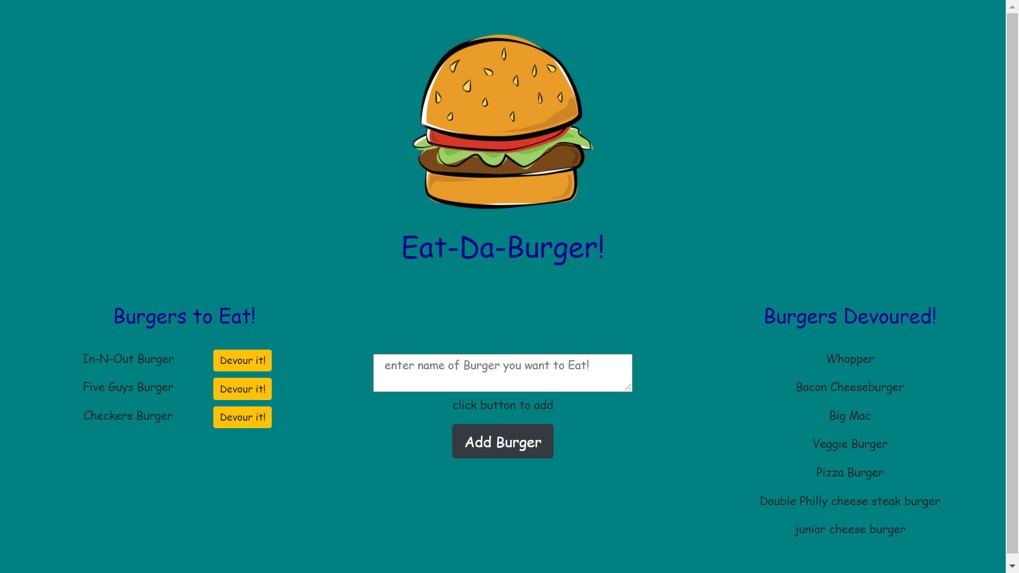 Eat-Da-Burger!
Burgers to Eat!
In-N-Out Burger Devour it!
Five Guys Burger Devour it!
Checkers Burger Devour it!
enter name of Burger you want to Eat!
click button to add
Add Burger
Burgers Devoured!
Whopper
Bacon Cheeseburger
Big Mac
Veggie Burger
Pizza Burger
Double Philly cheese steak burger
junior cheese burger